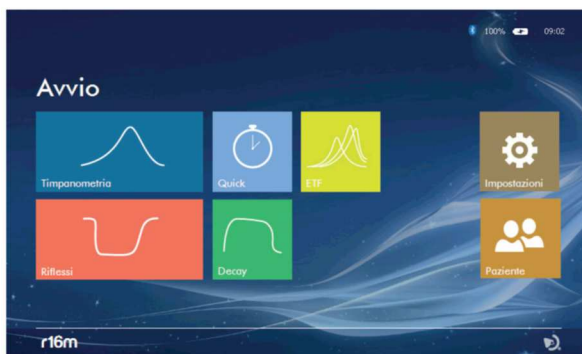 100% 09:02
Avvio
Timpanometria
Quick
ETF
Impostazioni
Riflessi
Decay
Paziente
r16m